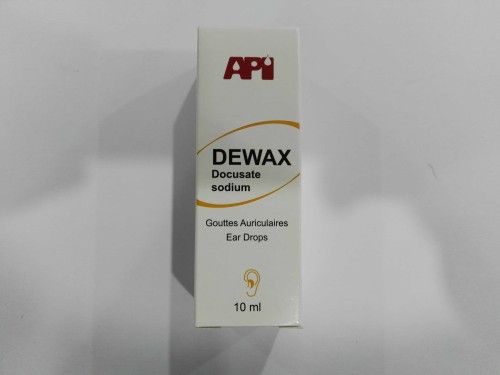 API
DEWAX
Docusate
sodium
Gouttes Auriculaires
Ear Drops
10 ml